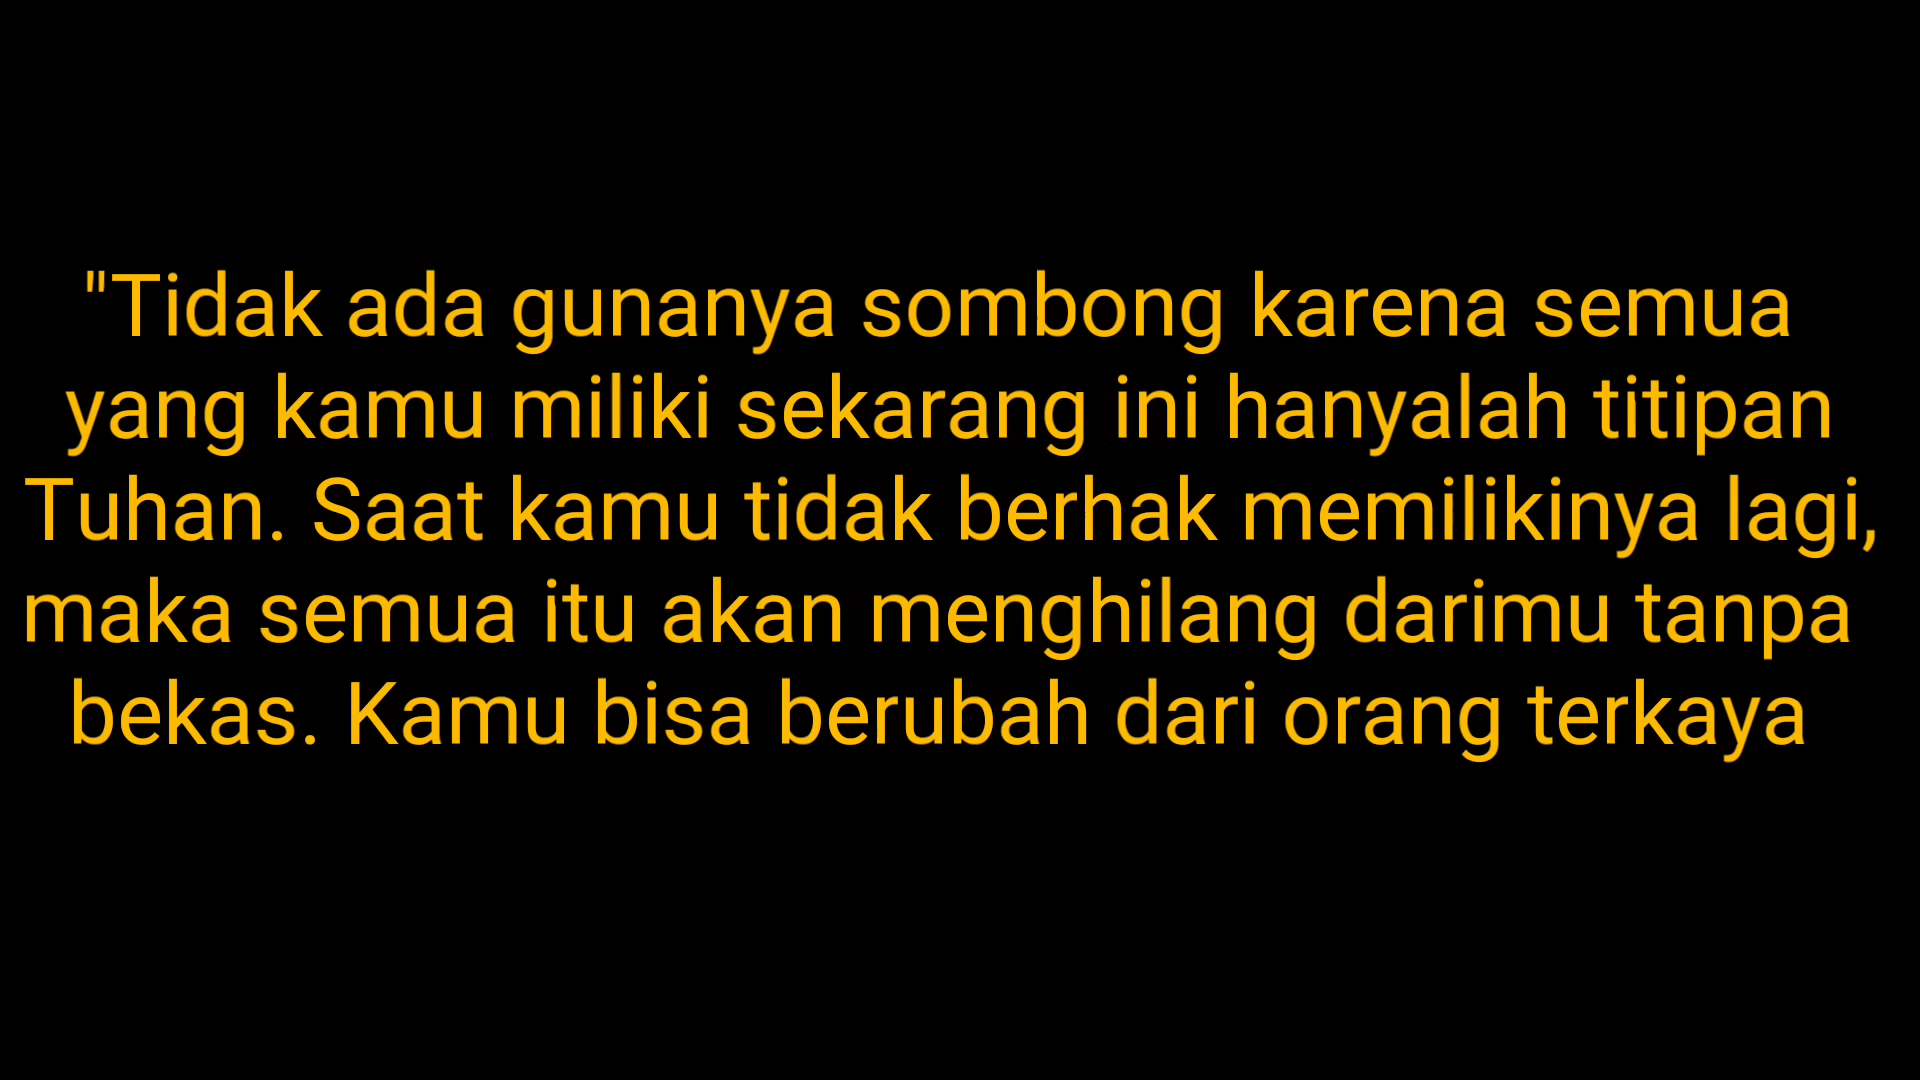 "Tidak ada gunanya sombong karena semua
yang kamu miliki sekarang ini hanyalah titipan
Tuhan. Saat kamu tidak berhak memilikinya lagi,
maka semua itu akan menghilang darimu tanpa
bekas. Kamu bisa berubah dari orang terkaya